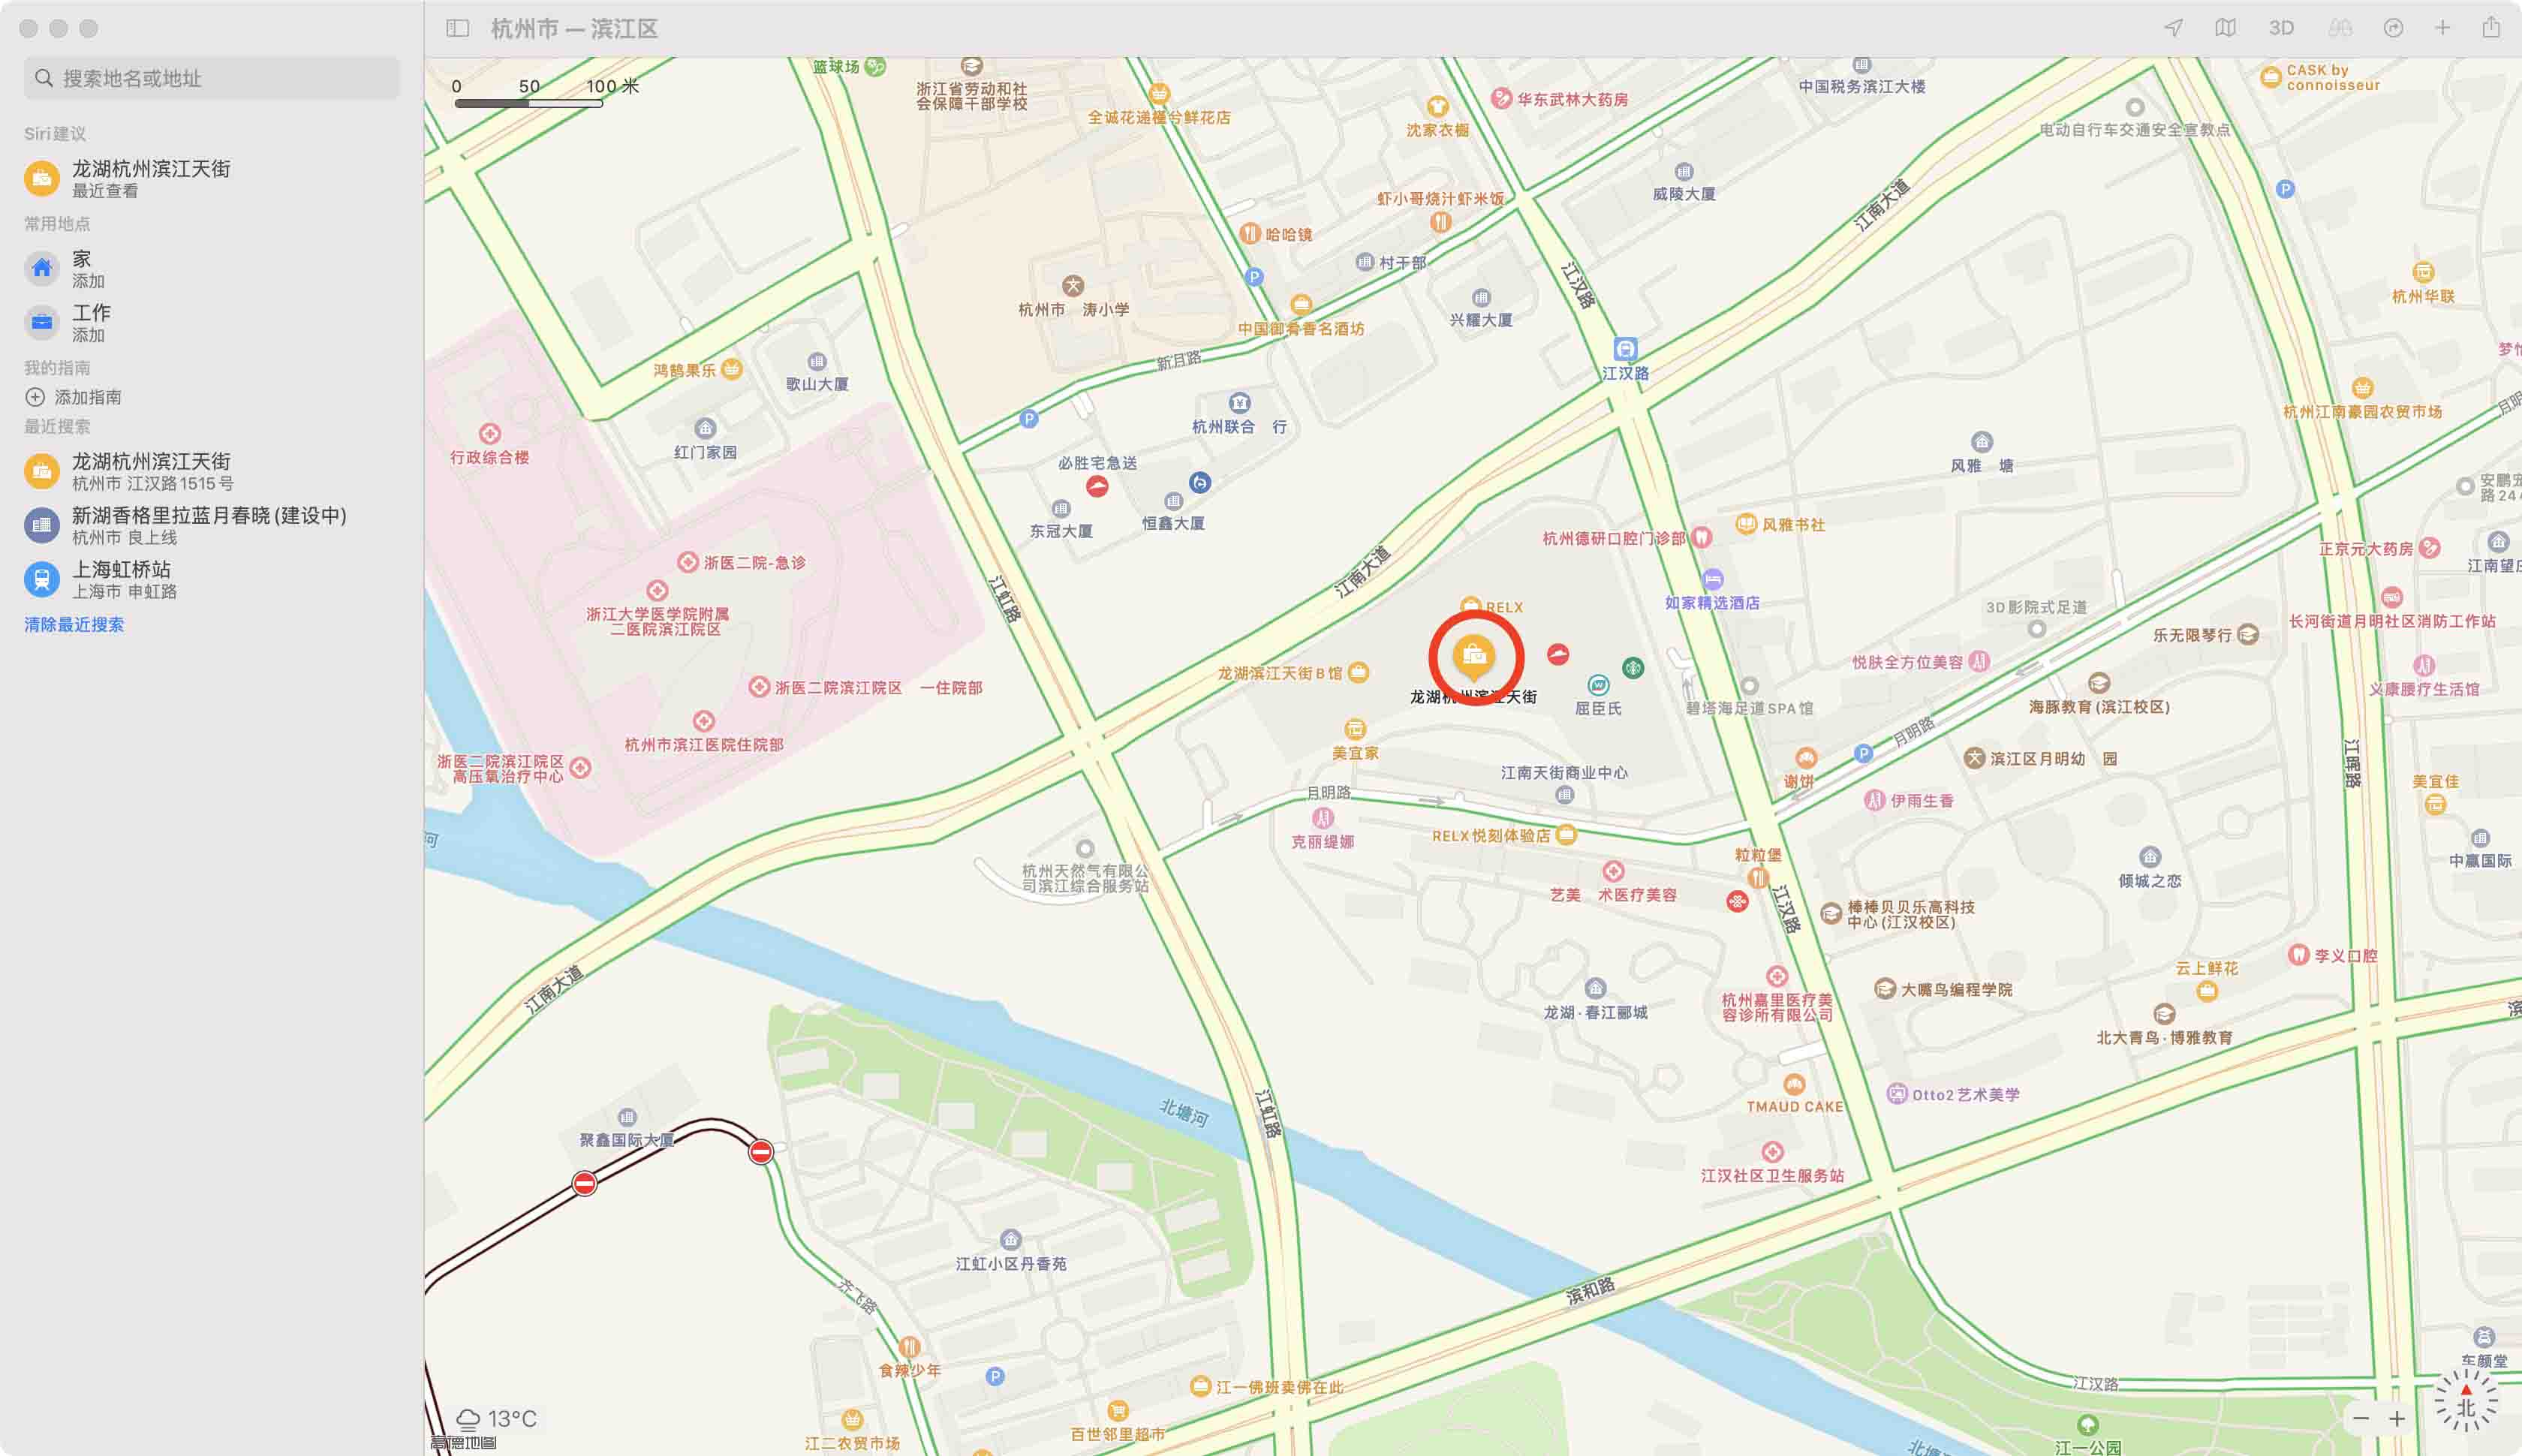 杭州市 — 滨江区
3D
搜索地名或地址
Siri建议
龙湖杭州滨江天街
最近查看
常用地点
家
添加
工作
添加
我的指南
添加指南
最近搜索
龙湖杭州滨江天街
杭州市 江汉路1515号
新湖香格里拉蓝月春晓(建设中)
杭州市 良上线
上海虹桥站
上海市 申虹路
清除最近搜索
0 50 100 米
篮球场
浙江省劳动和社
会保障干部学校
全诚花递槿兮鲜花店
沈家衣橱
华东武林大药房
中国税务滨江大楼
CASK by
connoisseur
电动自行车交通安全宣教点
威陵大厦
虾小哥烧汁虾米饭
哈哈镜
P
村干部
江南大道
P
江汉路
杭州市 涛小学
中国御肴香名酒坊
兴耀大厦
杭州华联
新月路
江汉路
鸿鹄果乐
歌山大厦
杭州江南豪园农贸市场
P
杭州联合 行
行政综合楼
红门家园
必胜宅急送
风雅 塘
东冠大厦
恒鑫大厦
杭州德研口腔门诊部
风雅书社
正京元大药房
江南大道
浙医二院-急诊
江虹路
浙江大学医学院附属
二医院滨江院区
RELX
如家精选酒店
3D影院式足道
长河街道月明社区消防工作站
乐无限琴行
龙湖滨江天街B馆
悦肤全方位美容
浙医二院滨江院区 一住院部
龙湖杭州滨江天街
屈臣氏
碧塔海足道SPA馆
海豚教育(滨江校区)
义康腰疗生活馆
杭州市滨江医院住院部
美宜家
月明路
P
浙医二院滨江院区
高压氧治疗中心
江南天街商业中心
谢饼
滨江区月明幼 园
江晖路
月明路
伊雨生香
美宜佳
河
克丽缇娜
RELX悦刻体验店
杭州天然气有限公
司滨江综合服务站
粒粒堡
倾城之恋
中赢国际
艺美 术医疗美容
江汉路
棒棒贝贝乐高科技
中心(江汉校区)
李义口腔
云上鲜花
江南大道
龙湖·春江郦城
杭州嘉里医疗美
容诊所有限公司
大嘴鸟编程学院
北大青鸟·博雅教育
TMAUD CAKE
Otto2艺术美学
北塘河
江虹路
聚鑫国际大厦
江汉社区卫生服务站
江虹小区丹香苑
齐飞路
滨和路
食辣少年
P
江一佛班卖佛在此
江汉路
车颜堂
北
13°C
高德地图
江二农贸市场
百世邻里超市
江一公园